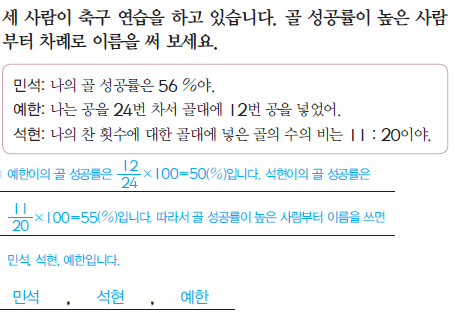 세 사람이 축구 연습을 하고 있습니다. 골 성공률이 높은 사람
부터 차례로 이름을 써 보세요.
민석: 나의 골 성공률은 56 %야.
예한: 나는 공을 24번 차서 골대에 12번 공을 넣었어.
석현: 나의 찬 횟수에 대한 골대에 넣은 골의 수의 비는 11 : 20이야.
예한이의 골 성공률은 12/24×100=50(%)입니다. 석현이의 골 성공률은
11/20×100=55(%)입니다. 따라서 골 성공률이 높은 사람부터 이름을 쓰면
민석, 석현, 예한입니다.
민석 , 석현 , 예한